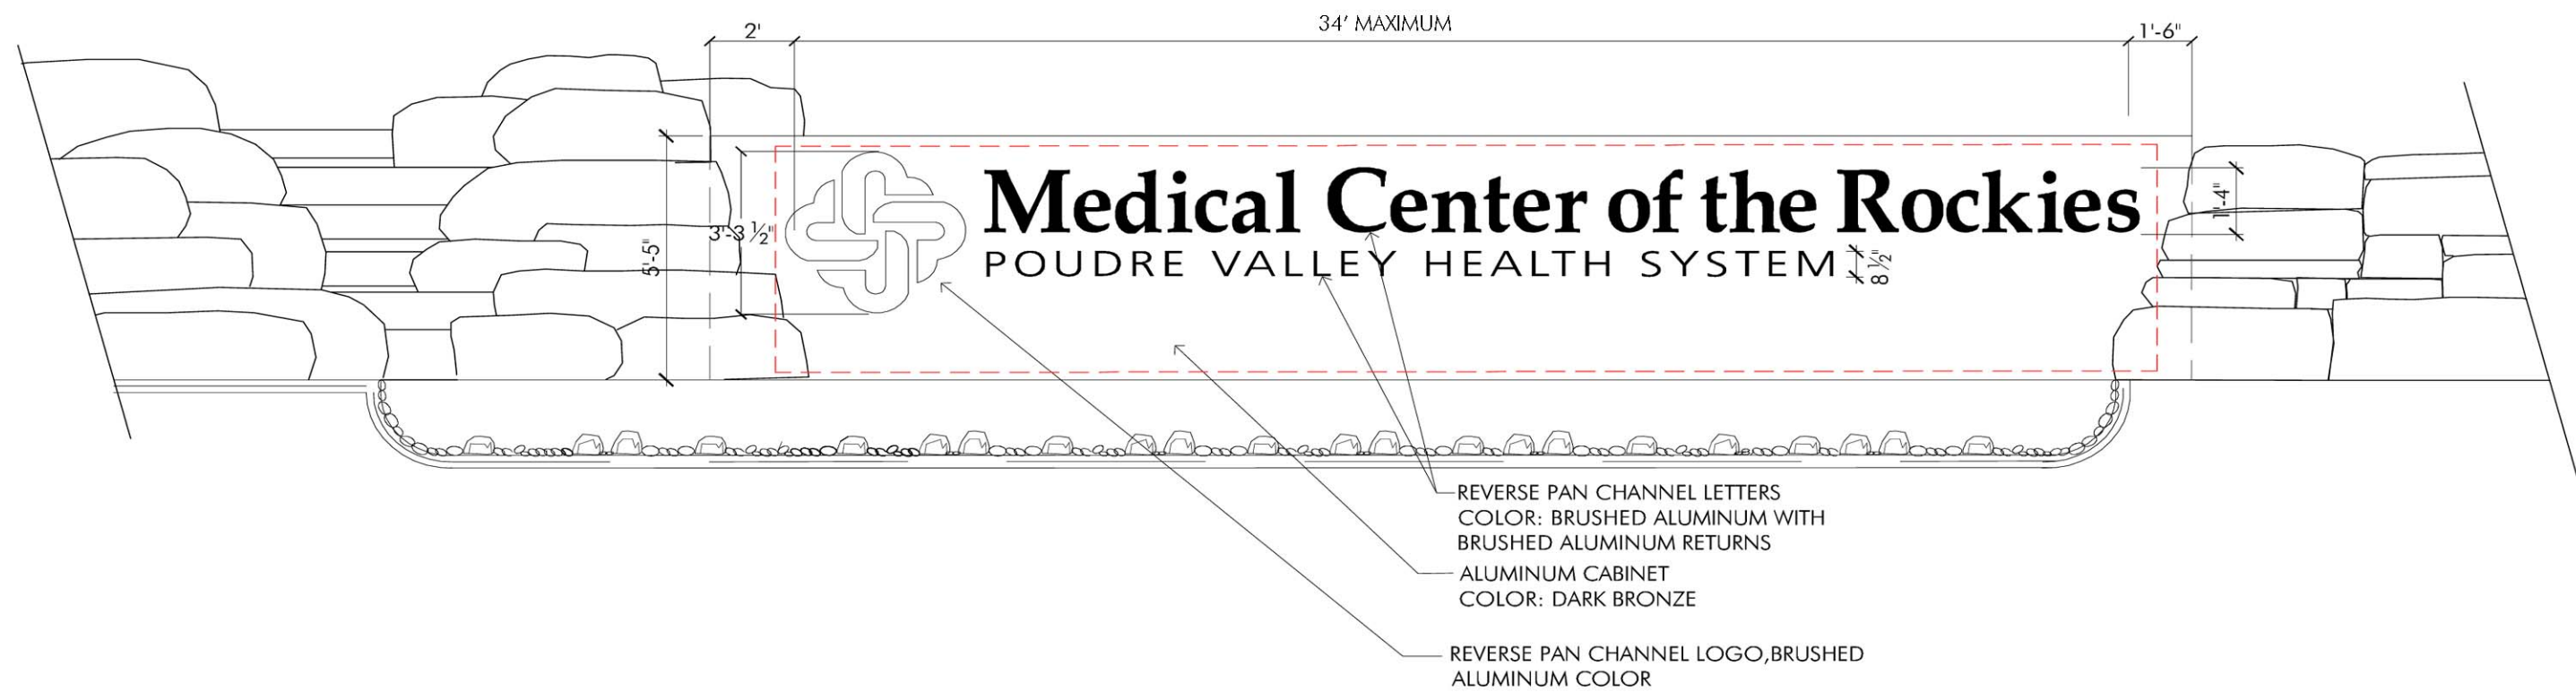 2'
34' MAXIMUM
1'-6"
Medical Center of the Rockies
1'-4"
3'-3 ½"
5'-5"
POUDRE VALLEY HEALTH SYSTEM
8 ½"
REVERSE PAN CHANNEL LETTERS
COLOR: BRUSHED ALUMINUM WITH
BRUSHED ALUMINUM RETURNS
ALUMINUM CABINET
COLOR: DARK BRONZE
REVERSE PAN CHANNEL LOGO,BRUSHED
ALUMINUM COLOR